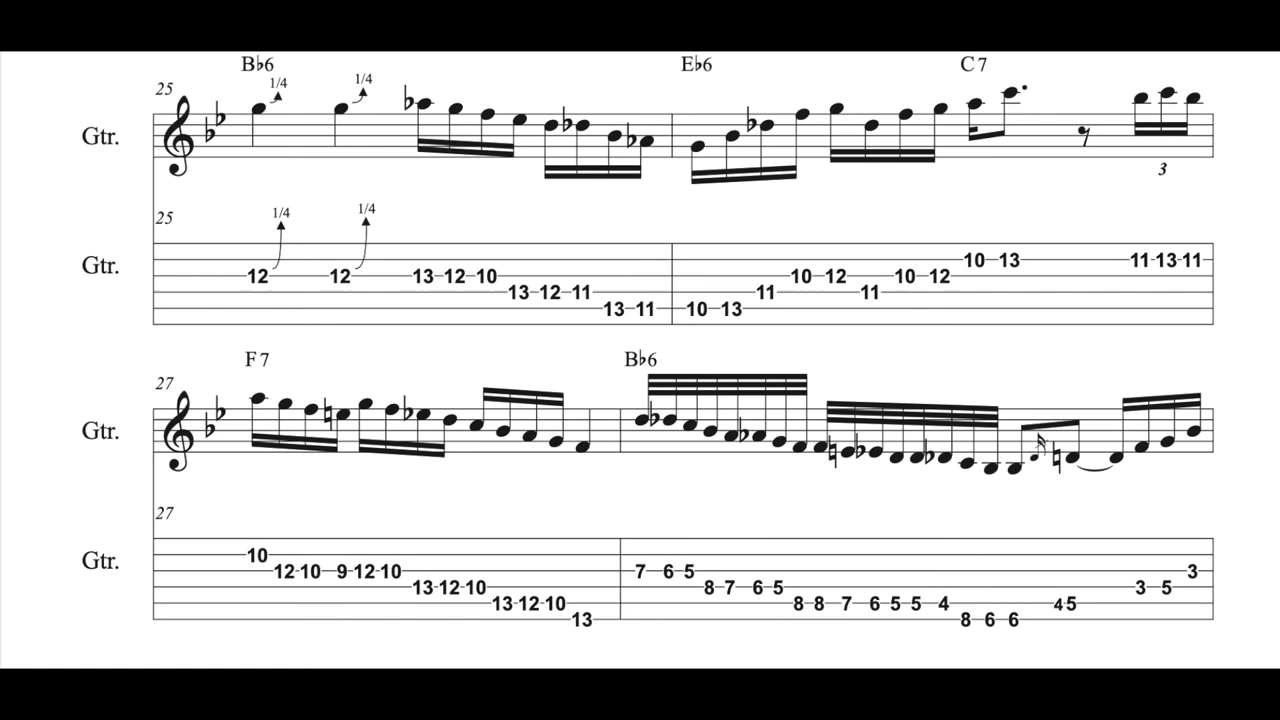 B♭6 E♭6 C7
25 1/4 1/4
Gtr.
3
25 1/4 1/4
10 13 11 13 11
Gtr. 12 12 13 12 10 10 12 10 12
13 12 11 11 11
13 11 10 13
F7 B♭6
27
Gtr.
27
10
Gtr. 12 10 9 12 10 7 6 5 3
13 12 10 8 7 6 5 3 5
13 12 10 8 8 7 6 5 5 4 4 5
13 8 6 6